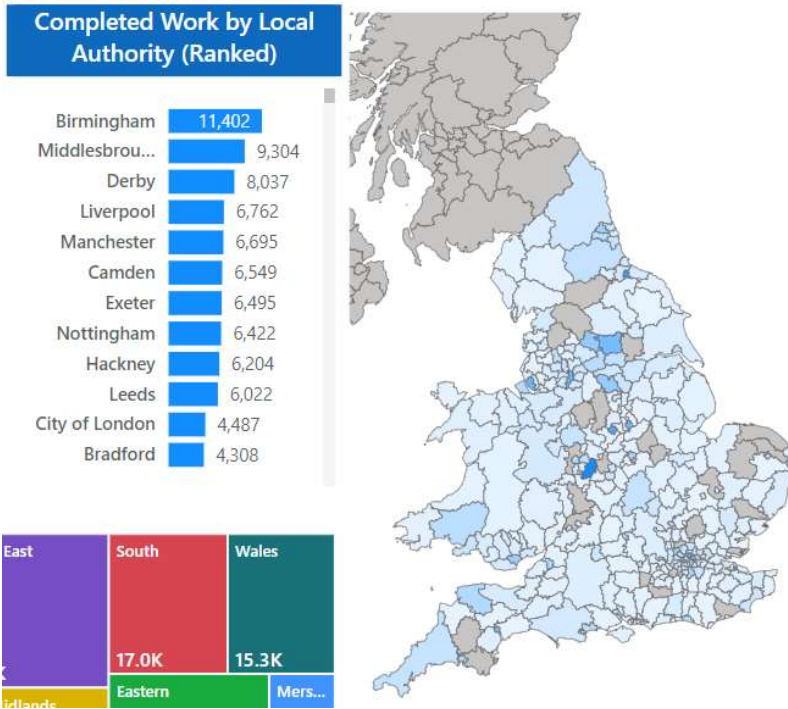 Completed Work by Local
Authority (Ranked)
Birmingham 11,402
Middlesbrou... 9,304
Derby 8,037
Liverpool 6,762
Manchester 6,695
Camden 6,549
Exeter 6,495
Nottingham 6,422
Hackney 6,204
Leeds 6,022
City of London 4,487
Bradford 4,308
East South Wales
K 17.0K 15.3K
idlands Eastern Mers...